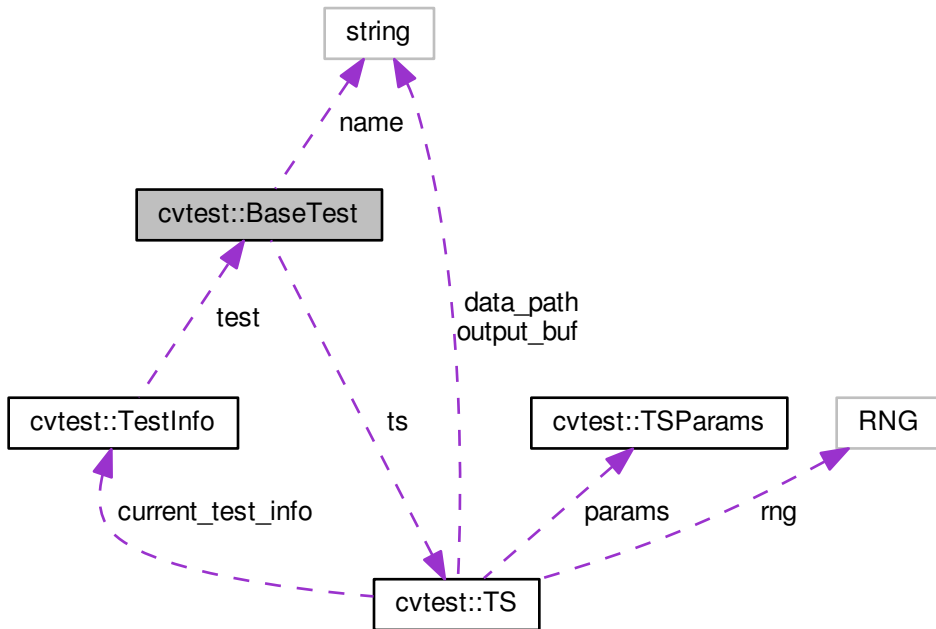 string
name
cvtest::BaseTest
data_path
output_buf
test
cvtest::TestInfo
ts
cvtest::TSParams
RNG
current_test_info
params
rng
cvtest::TS